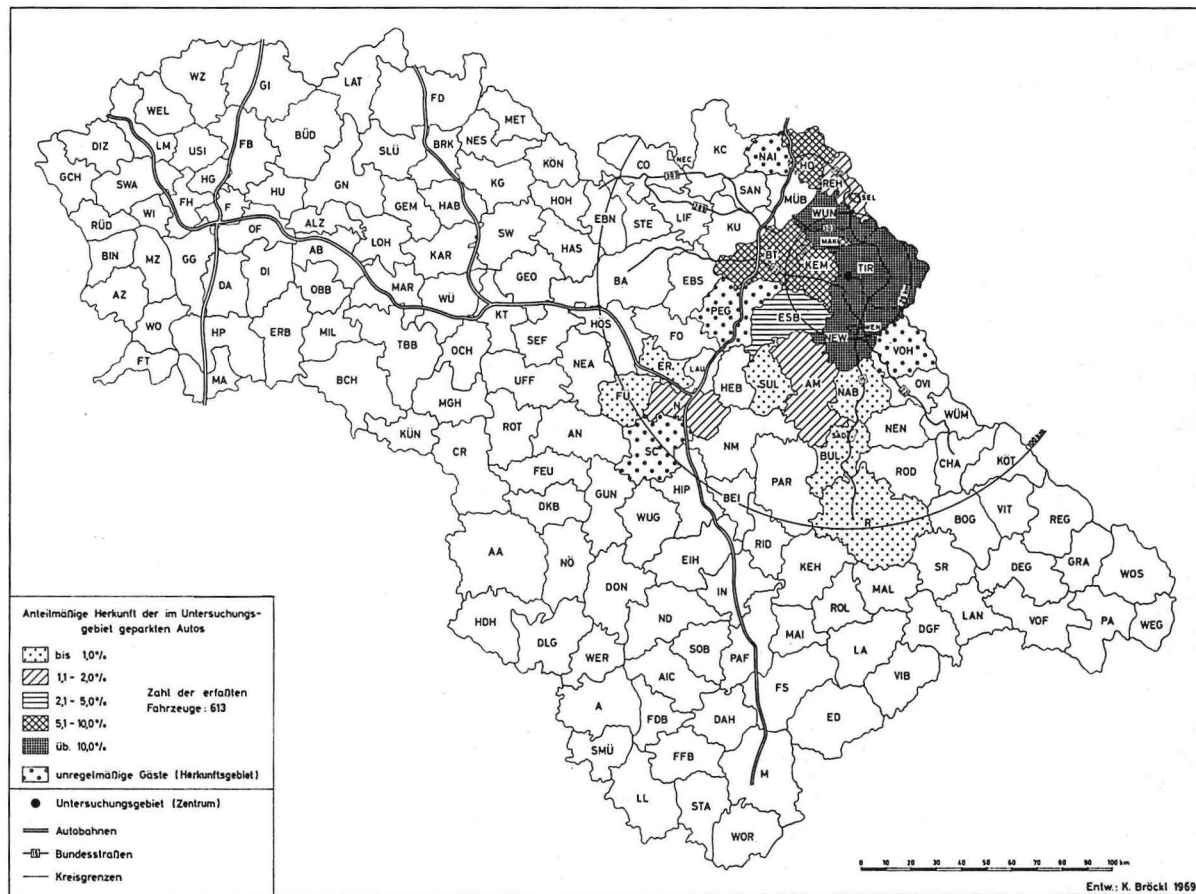 WZ
GI
LAT
FD
WEL
MET
DIZ
LM
USI
FB
BÜD
SLÜ
BRK
NES
KC
CO
NEC
NAI
HO
KÖN
GCH
SWA
HG
HU
GN
KG
REH
SEL
FH
F
GEM
HAB
HOH
SAN
MÜB
WUN
WI
RÜD
OF
ALZ
EBN
STE
LIF
KU
MAK
BIN
MZ
GG
AB
LOH
SW
HAS
BT
KEM
TIR
DA
DI
KAR
GEO
BA
EBS
AZ
OBB
MAR
WÜ
PEG
ESB
WO
HP
ERB
MIL
KT
HOS
NEW
WEN
FT
MA
TBB
OCH
SEF
NEA
FO
VOH
BCH
UFF
ER
LAU
HEB
SUL
AM
NAB
OVI
MGH
FÜ
N
WÜM
KÜN
ROT
AN
SC
NM
SAD
NEN
CR
FEU
PAR
BUL
ROD
CHA
KÖT
100 km
GUN
HIP
BEI
DKB
WUG
R
BOG
VIT
REG
AA
NÖ
EIH
RID
KEH
SR
DEG
GRA
WOS
DON
IN
MAL
HDH
ND
ROL
LAN
VOF
PA
WEG
DLG
WER
SOB
PAF
MAI
LA
DGF
AIC
FS
VIB
A
FDB
DAH
ED
SMÜ
FFB
M
LL
STA
WOR
Anteilmäßige Herkunft der im Untersuchungs-
gebiet geparkten Autos
bis 1,0%
1,1 - 2,0%
2,1 - 5,0%
5,1 - 10,0%
üb. 10,0%
Zahl der erfaßten
Fahrzeuge : 613
unregelmäßige Gäste (Herkunftsgebiet)
Untersuchungsgebiet (Zentrum)
Autobahnen
Bundesstraßen
Kreisgrenzen
0 10 20 30 40 50 60 70 80 90 100 km
Entw.: K. Bröckl 1969